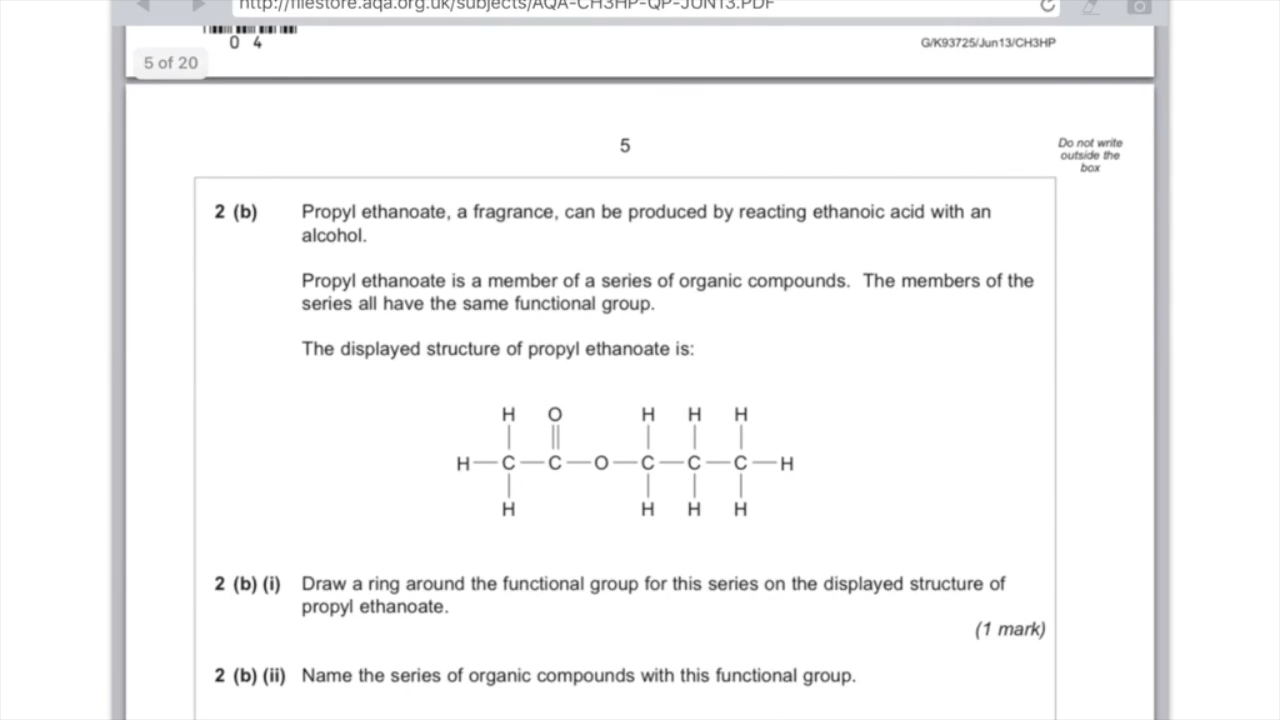 http://filestore.aqa.org.uk/subjects/AQA-CH3HP-QP-JUN13.PDF
0 4
G/K93725/Jun13/CH3HP
5 of 20
5
Do not write
outside the
box
2 (b) Propyl ethanoate, a fragrance, can be produced by reacting ethanoic acid with an
alcohol.
Propyl ethanoate is a member of a series of organic compounds. The members of the
series all have the same functional group.
The displayed structure of propyl ethanoate is:
H O H H H
H C C O C C C H
H H H H
2 (b) (i) Draw a ring around the functional group for this series on the displayed structure of
propyl ethanoate.
(1 mark)
2 (b) (ii) Name the series of organic compounds with this functional group.